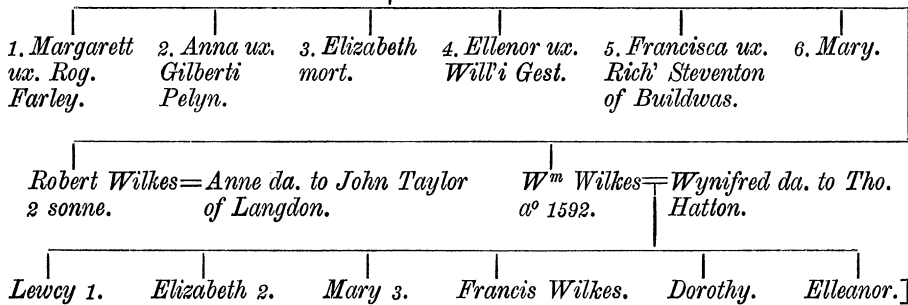 1. Margarett 2. Anna ux. 3. Elizabeth 4. Ellenor ux. 5. Francisca ux. 6. Mary.
ux. Rog. Gilberti mort. Will'i Gest. Rich' Steventon
Farley. Pelyn. of Buildwas.
Robert Wilkes=Anne da. to John Taylor Wᵐ Wilkes=Wynifred da. to Tho.
2 sonne. of Langdon. aᵒ 1592. Hatton.
Lewcy 1. Elizabeth 2. Mary 3. Francis Wilkes. Dorothy. Elleanor.]